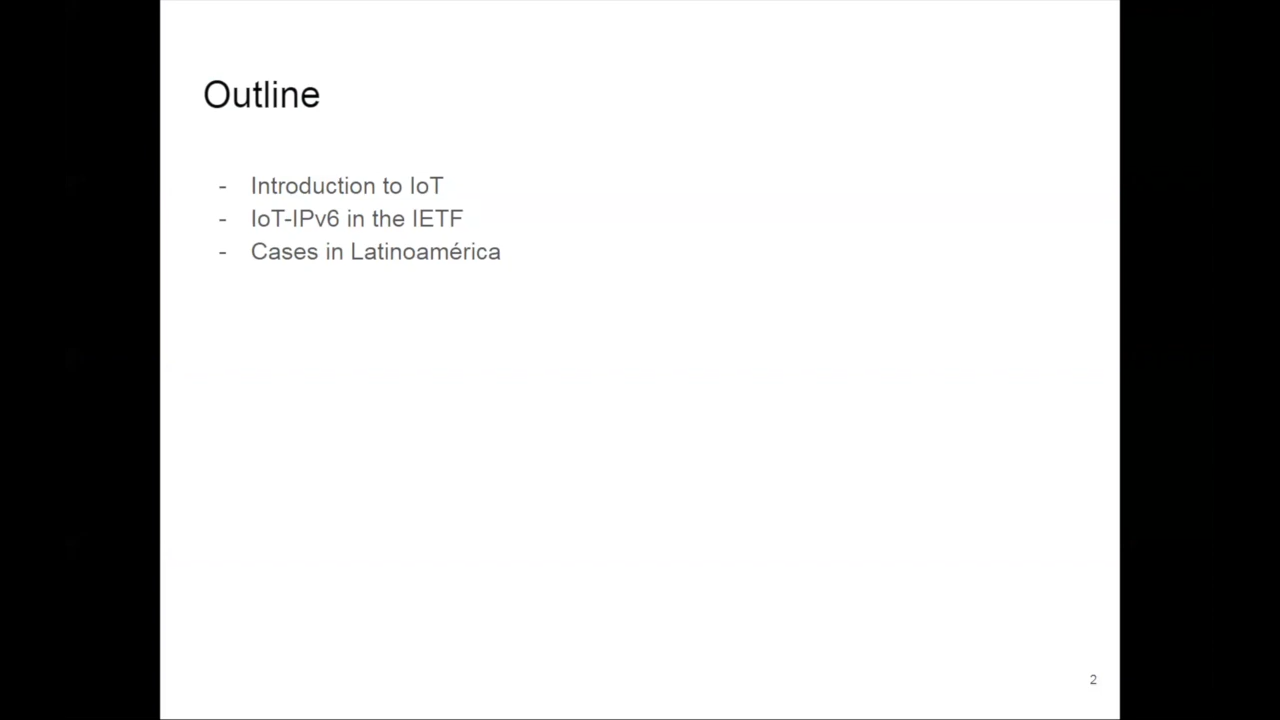 Outline
- Introduction to IoT
- IoT-IPv6 in the IETF
- Cases in Latinoamérica
2